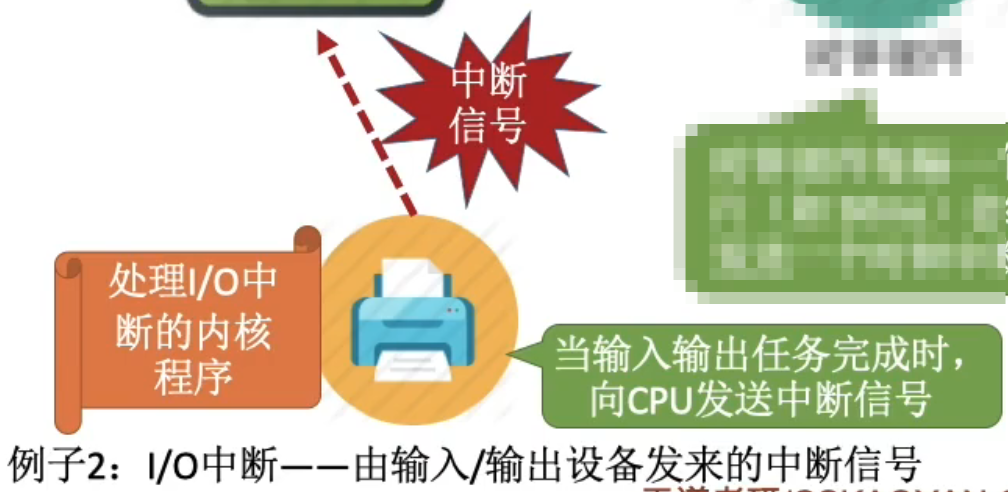 中断
信号
处理I/O中
断的内核
程序
当输入输出任务完成时，
向CPU发送中断信号
例子2：I/O中断——由输入/输出设备发来的中断信号